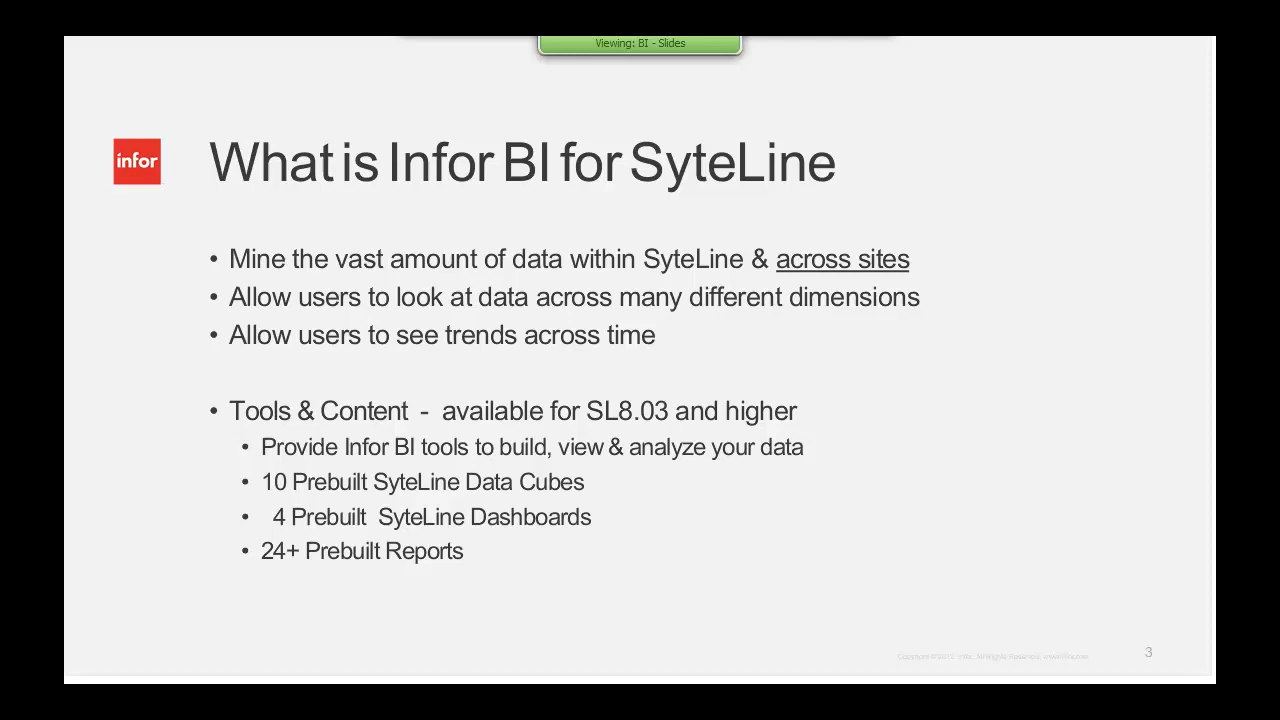 Viewing: BI - Slides
infor
What is Infor BI for SyteLine
• Mine the vast amount of data within SyteLine & across sites
• Allow users to look at data across many different dimensions
• Allow users to see trends across time
• Tools & Content - available for SL8.03 and higher
• Provide Infor BI tools to build, view & analyze your data
• 10 Prebuilt SyteLine Data Cubes
• 4 Prebuilt SyteLine Dashboards
• 24+ Prebuilt Reports
3